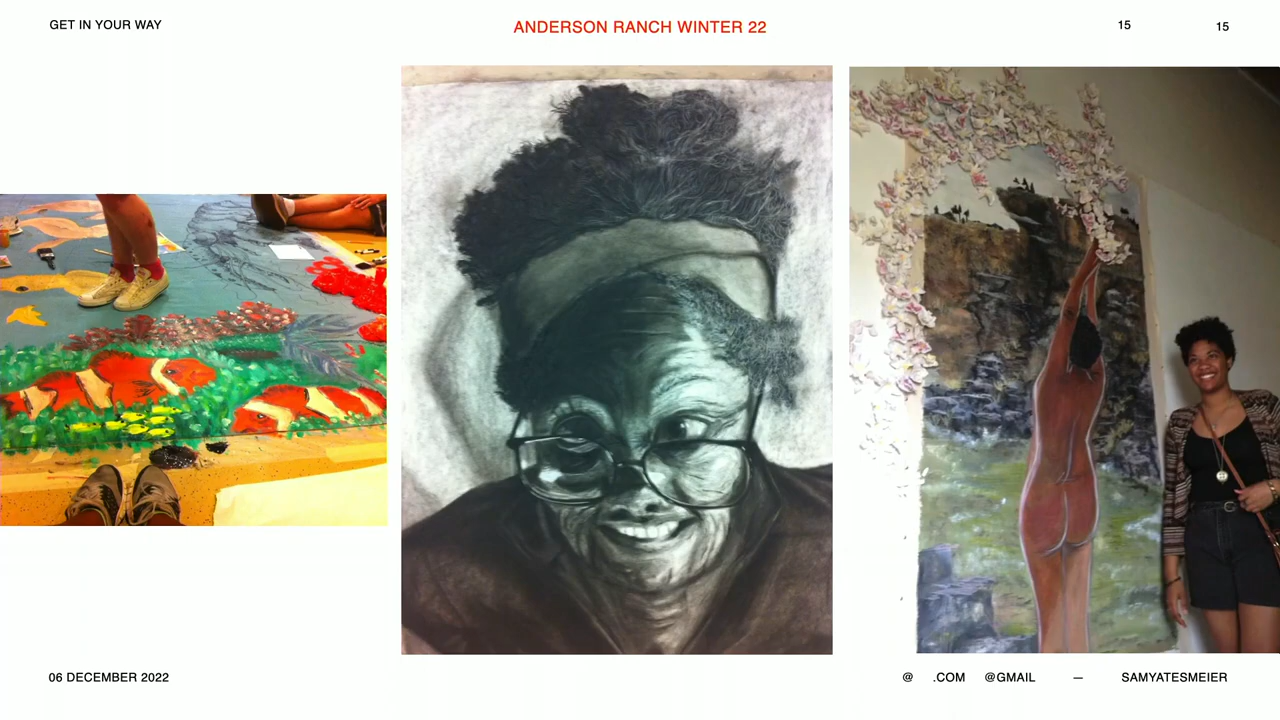 GET IN YOUR WAY
ANDERSON RANCH WINTER 22
15
15
06 DECEMBER 2022
@ .COM @GMAIL — SAMYATESMEIER